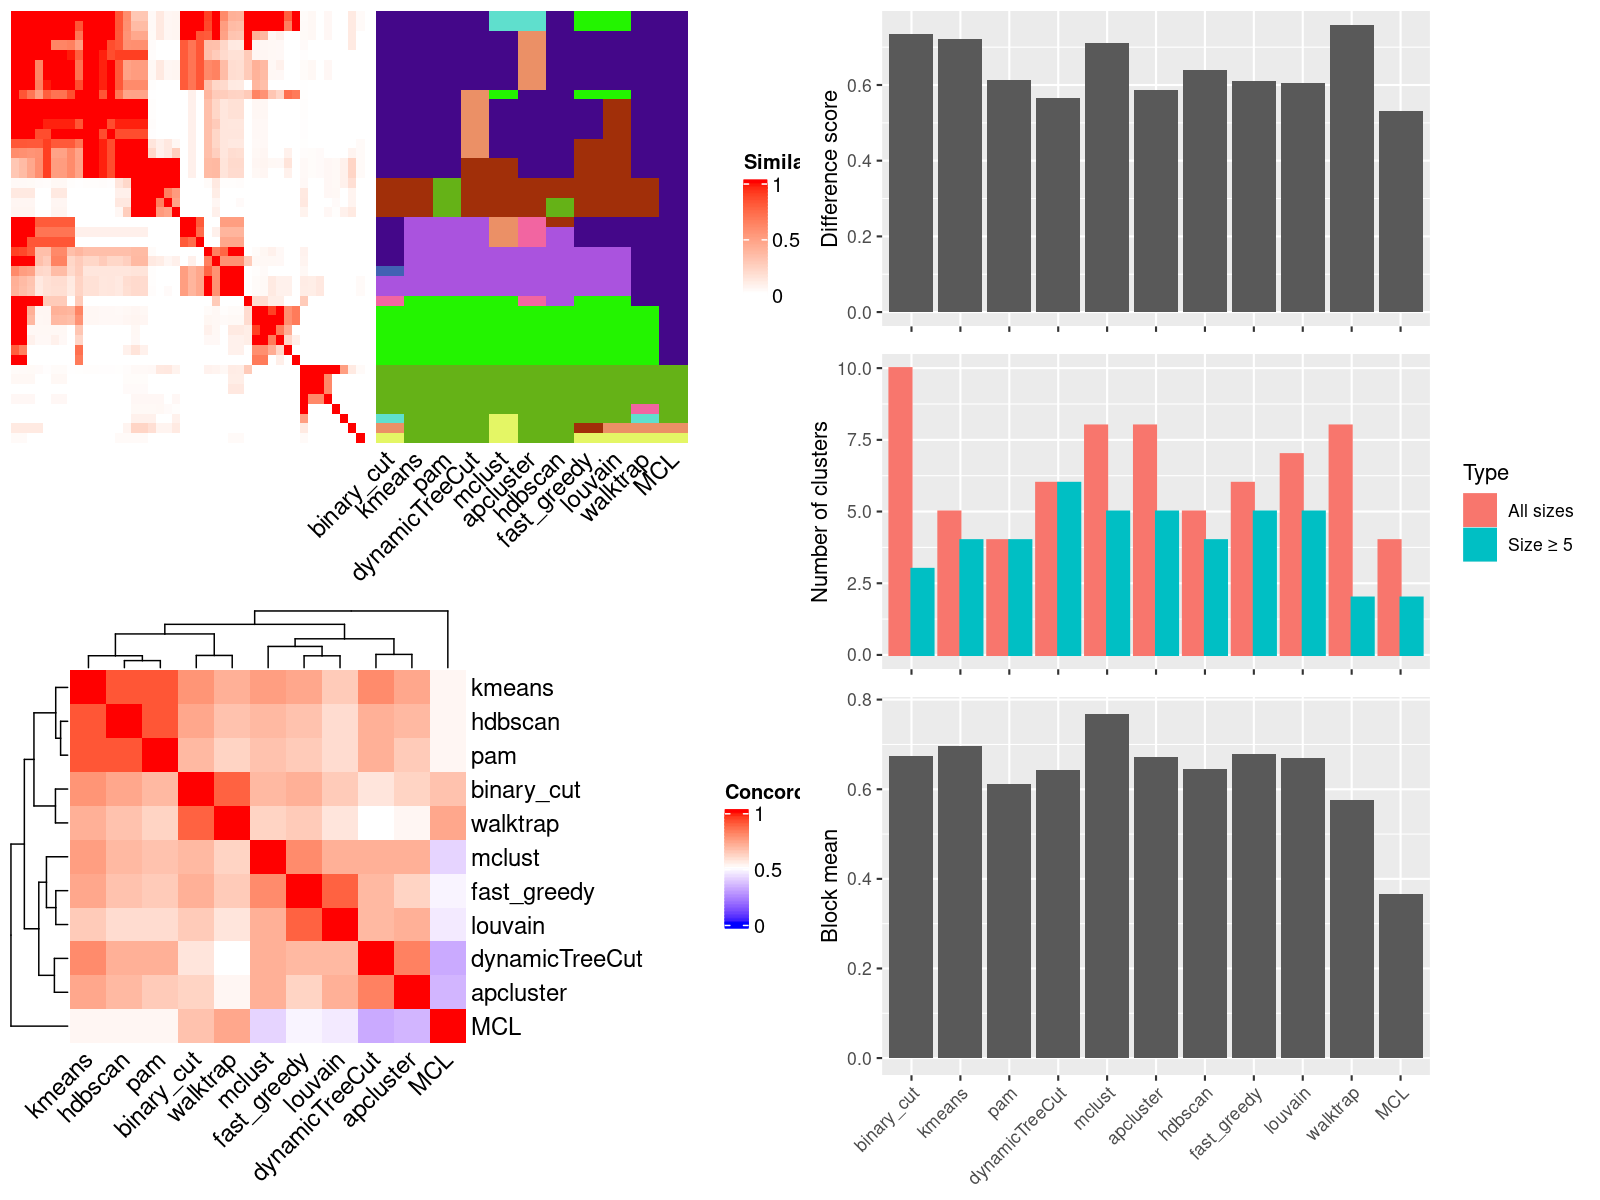 Simila
1
0.5
0
binary_cut
kmeans
pam
dynamicTreeCut
mclust
apcluster
hdbscan
fast_greedy
louvain
walktrap
MCL
kmeans
hdbscan
pam
binary_cut
walktrap
mclust
fast_greedy
louvain
dynamicTreeCut
apcluster
MCL
kmeans
hdbscan
pam
binary_cut
walktrap
mclust
fast_greedy
louvain
dynamicTreeCut
apcluster
MCL
Concord
1
0.5
0
Difference score
0.6
0.4
0.2
0.0
Number of clusters
10.0
7.5
5.0
2.5
0.0
Type
All sizes
Size ≥ 5
Block mean
0.8
0.6
0.4
0.2
0.0
binary_cut
kmeans
pam
dynamicTreeCut
mclust
apcluster
hdbscan
fast_greedy
louvain
walktrap
MCL